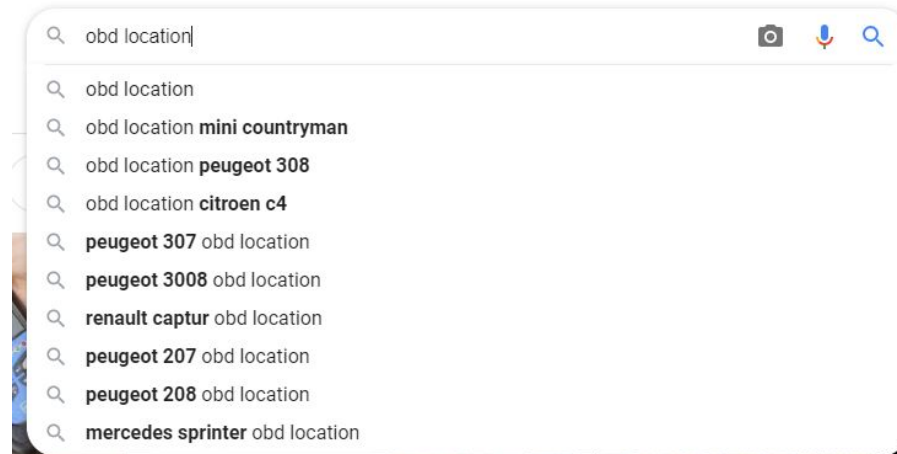 obd location
obd location
obd location mini countryman
obd location peugeot 308
obd location citroen c4
peugeot 307 obd location
peugeot 3008 obd location
renault captur obd location
peugeot 207 obd location
peugeot 208 obd location
mercedes sprinter obd location